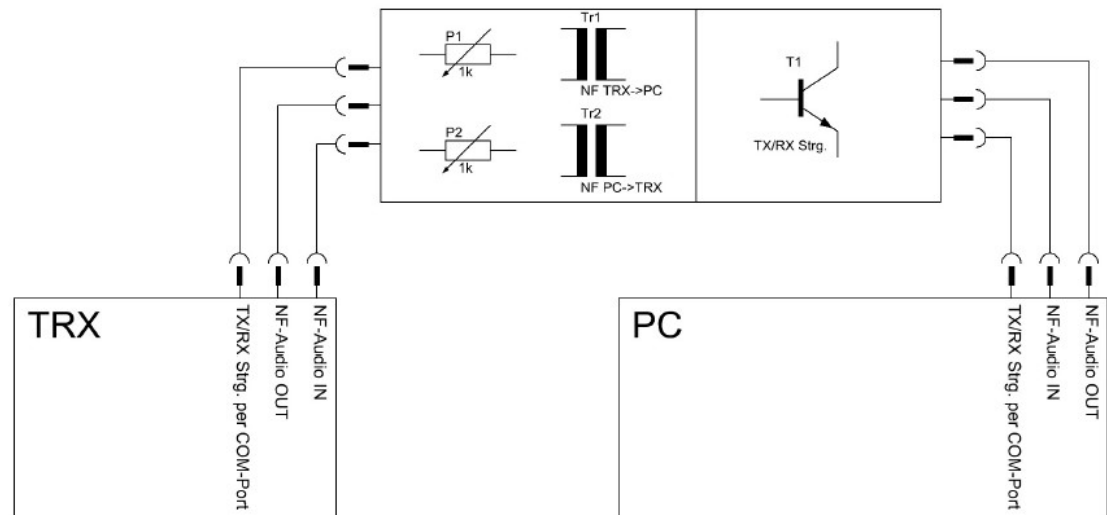 Tr1
P1
1k
NF TRX->PC
T1
Tr2
P2
1k
TX/RX Strg.
NF PC->TRX
TRX
TX/RX Strg. per COM-Port
NF-Audio OUT
NF-Audio IN
PC
TX/RX Strg. per COM-Port
NF-Audio IN
NF-Audio OUT